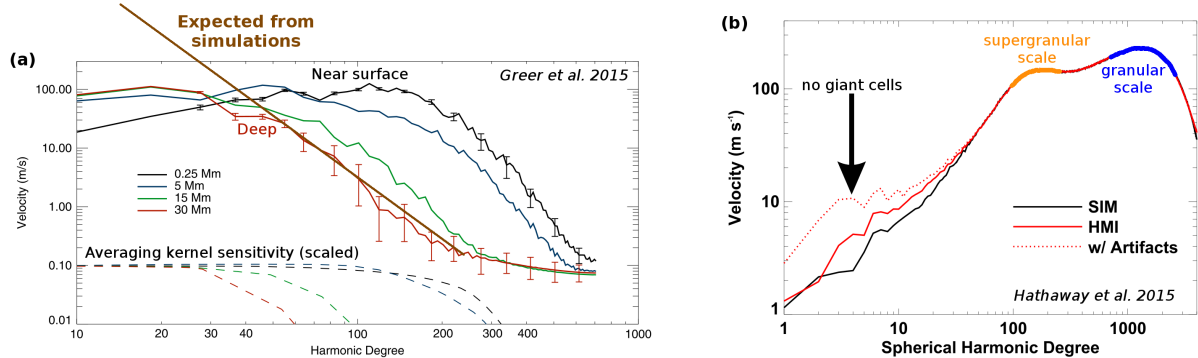 (a)
Expected from
simulations
Near surface
Greer et al. 2015
Deep
0.25 Mm
5 Mm
15 Mm
30 Mm
Averaging kernel sensitivity (scaled)
Velocity (m/s)
100.00
10.00
1.00
0.10
0.01
10
20
30
40
100
200
300
400
1000
Harmonic Degree
(b)
supergranular
scale
granular
scale
no giant cells
SIM
HMI
w/ Artifacts
Hathaway et al. 2015
Velocity (m s⁻¹)
100
10
1
1
10
100
1000
Spherical Harmonic Degree